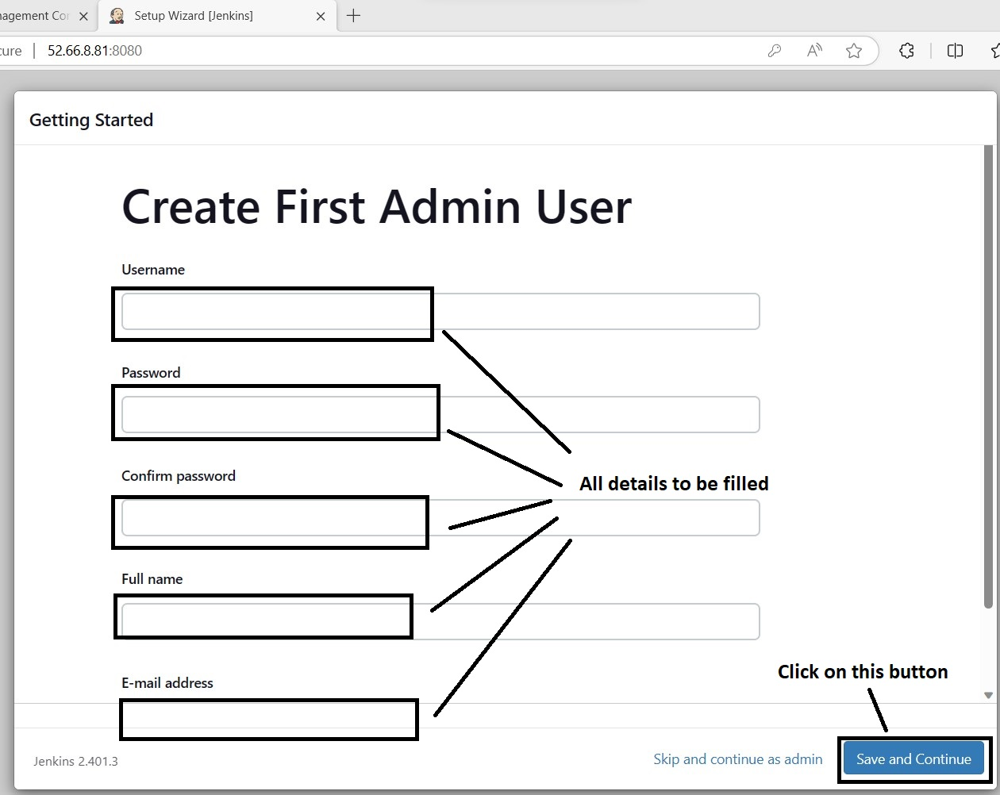 nagement Co
Setup Wizard [Jenkins]
cure
52.66.8.81:8080
Getting Started
Create First Admin User
Username
Password
Confirm password
All details to be filled
Full name
E-mail address
Click on this button
Jenkins 2.401.3
Skip and continue as admin
Save and Continue